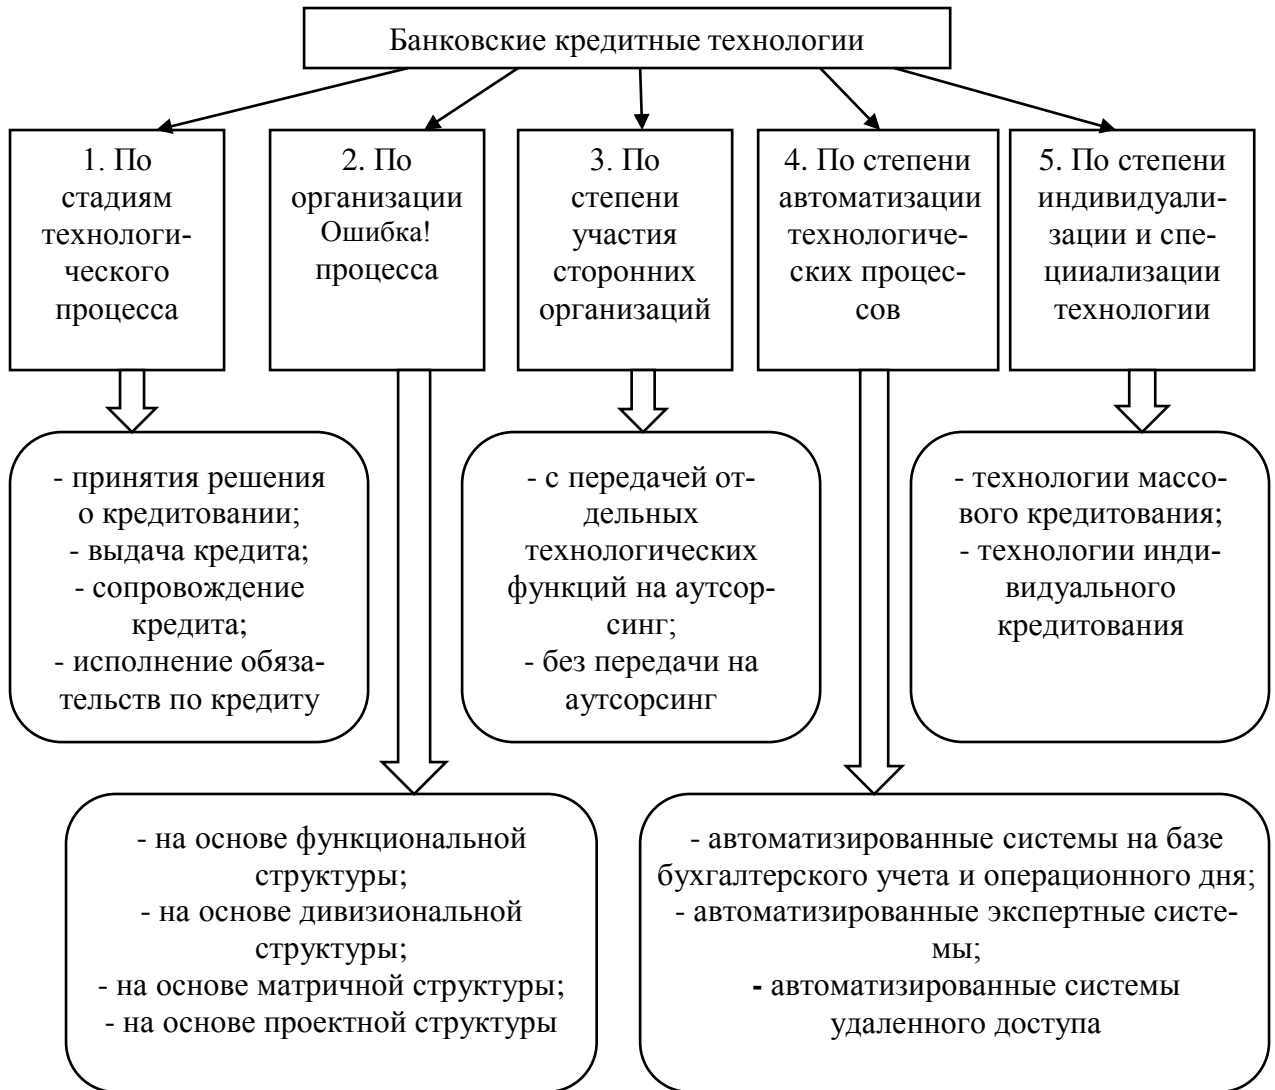 Банковские кредитные технологии
1. По
стадиям
технологи-
ческого
процесса
2. По
организации
Ошибка!
процесса
3. По
степени
участия
сторонних
организаций
4. По степени
автоматизации
технологиче-
ских процес-
сов
5. По степени
индивидуали-
зации и спе-
цииализации
технологии
- принятия решения
о кредитовании;
- выдача кредита;
- сопровождение
кредита;
- исполнение обяза-
тельств по кредиту
- с передачей от-
дельных
технологических
функций на аутсор-
синг;
- без передачи на
аутсорсинг
- технологии массо-
вого кредитования;
- технологии инди-
видуального
кредитования
- на основе функциональной
структуры;
- на основе дивизиональной
структуры;
- на основе матричной структуры;
- на основе проектной структуры
- автоматизированные системы на базе
бухгалтерского учета и операционного дня;
- автоматизированные экспертные систе-
мы;
- автоматизированные системы
удаленного доступа